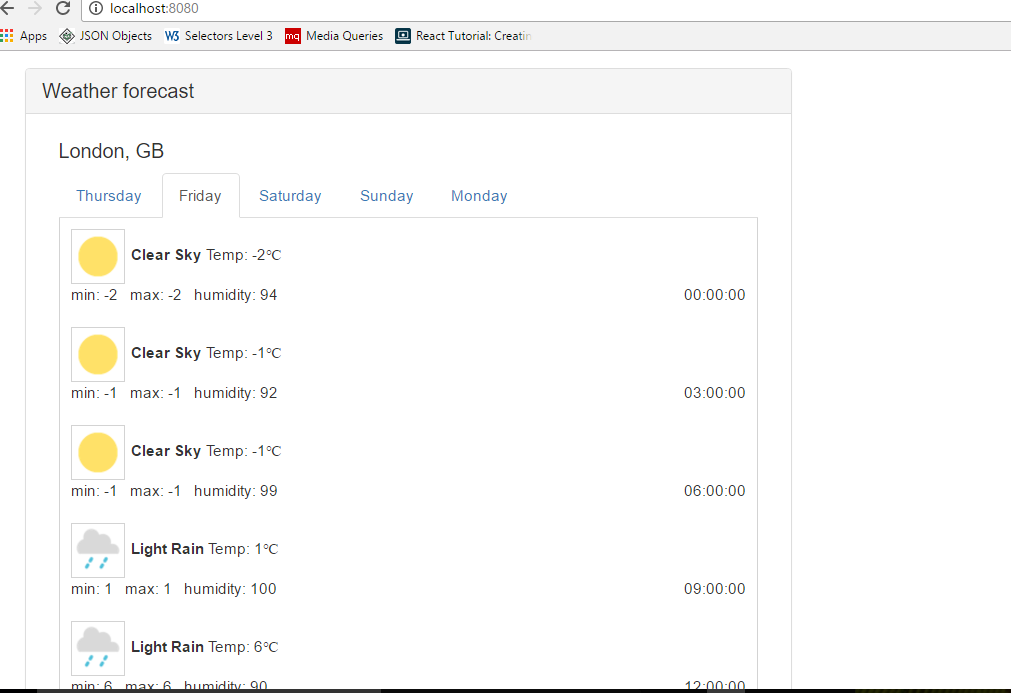 localhost:8080
Apps JSON Objects W3 Selectors Level 3 mq Media Queries React Tutorial: Creatin
Weather forecast
London, GB
Thursday Friday Saturday Sunday Monday
Clear Sky Temp: -2°C
min: -2 max: -2 humidity: 94 00:00:00
Clear Sky Temp: -1°C
min: -1 max: -1 humidity: 92 03:00:00
Clear Sky Temp: -1°C
min: -1 max: -1 humidity: 99 06:00:00
Light Rain Temp: 1°C
min: 1 max: 1 humidity: 100 09:00:00
Light Rain Temp: 6°C
min: 6 max: 6 humidity: 90 12:00:00